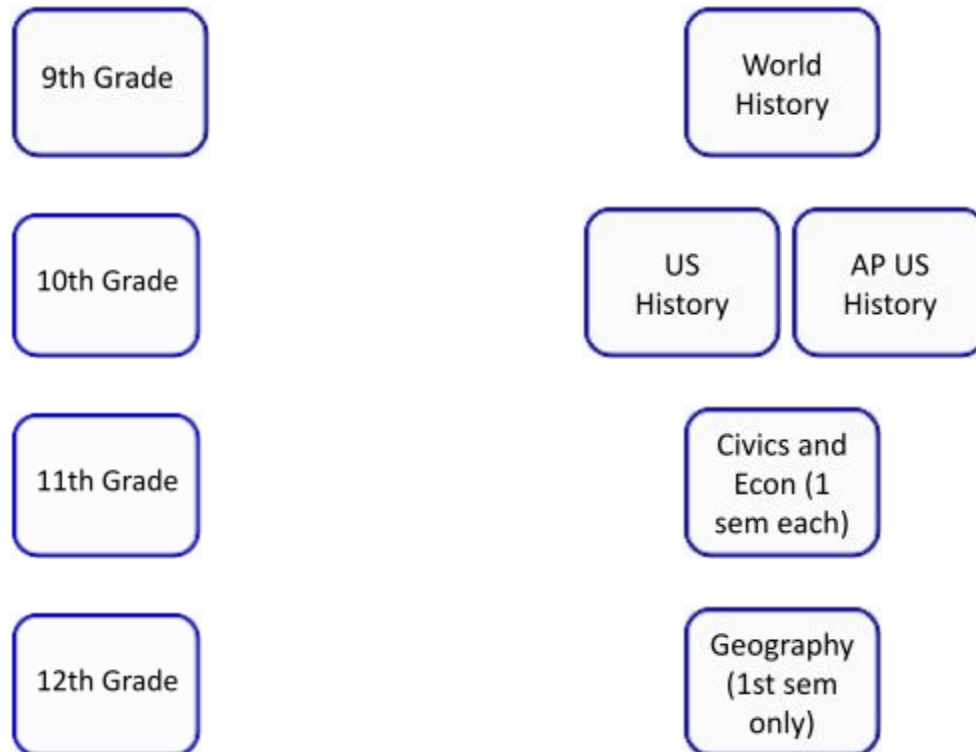 9th Grade
World
History
10th Grade
US
History
AP US
History
11th Grade
Civics and
Econ (1
sem each)
12th Grade
Geography
(1st sem
only)